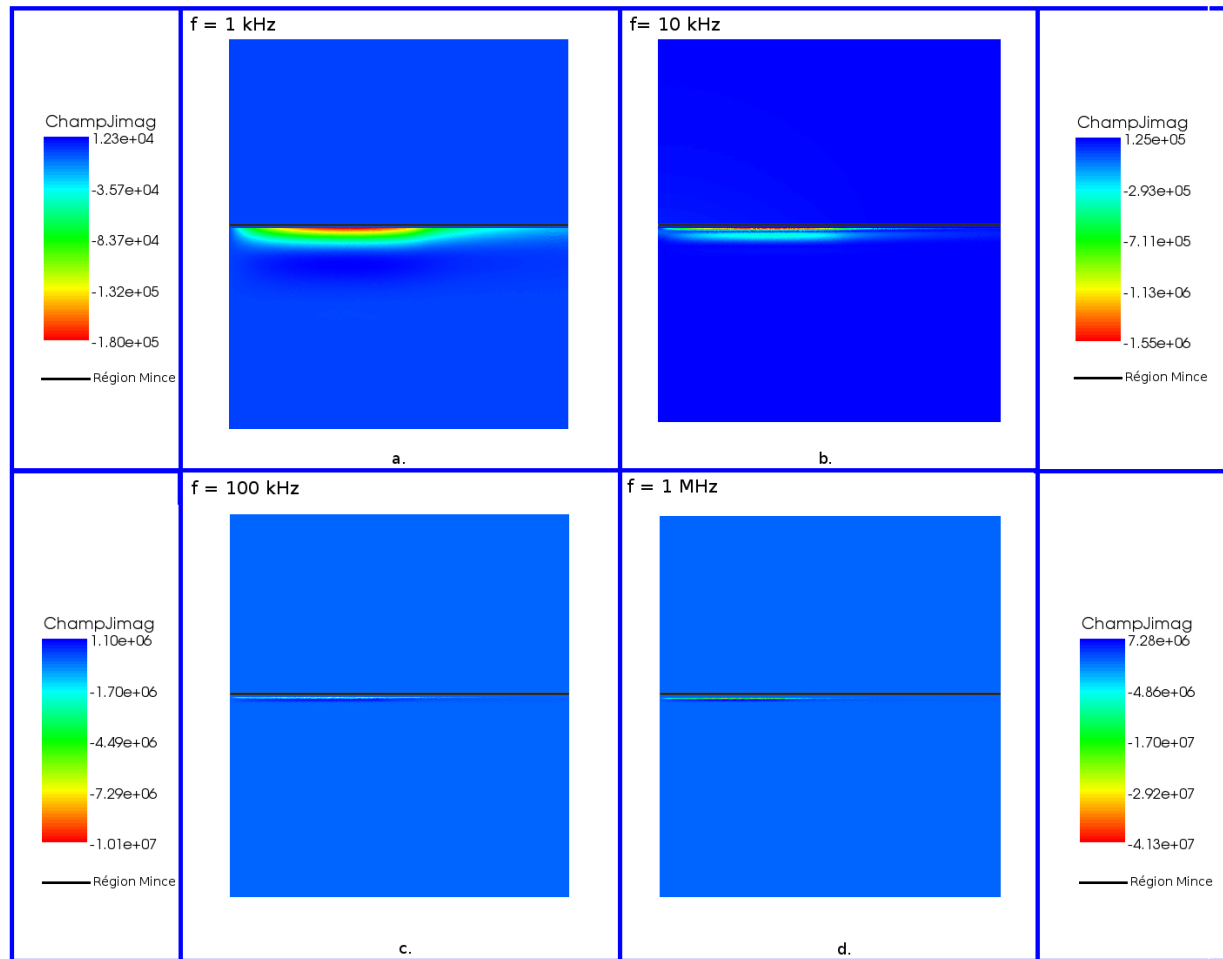 f = 1 kHz
f= 10 kHz
ChampJimag
1.23e+04
-3.57e+04
-8.37e+04
-1.32e+05
-1.80e+05
Région Mince
ChampJimag
1.25e+05
-2.93e+05
-7.11e+05
-1.13e+06
-1.55e+06
Région Mince
a.
b.
f = 100 kHz
f = 1 MHz
ChampJimag
1.10e+06
-1.70e+06
-4.49e+06
-7.29e+06
-1.01e+07
Région Mince
ChampJimag
7.28e+06
-4.86e+06
-1.70e+07
-2.92e+07
-4.13e+07
Région Mince
c.
d.